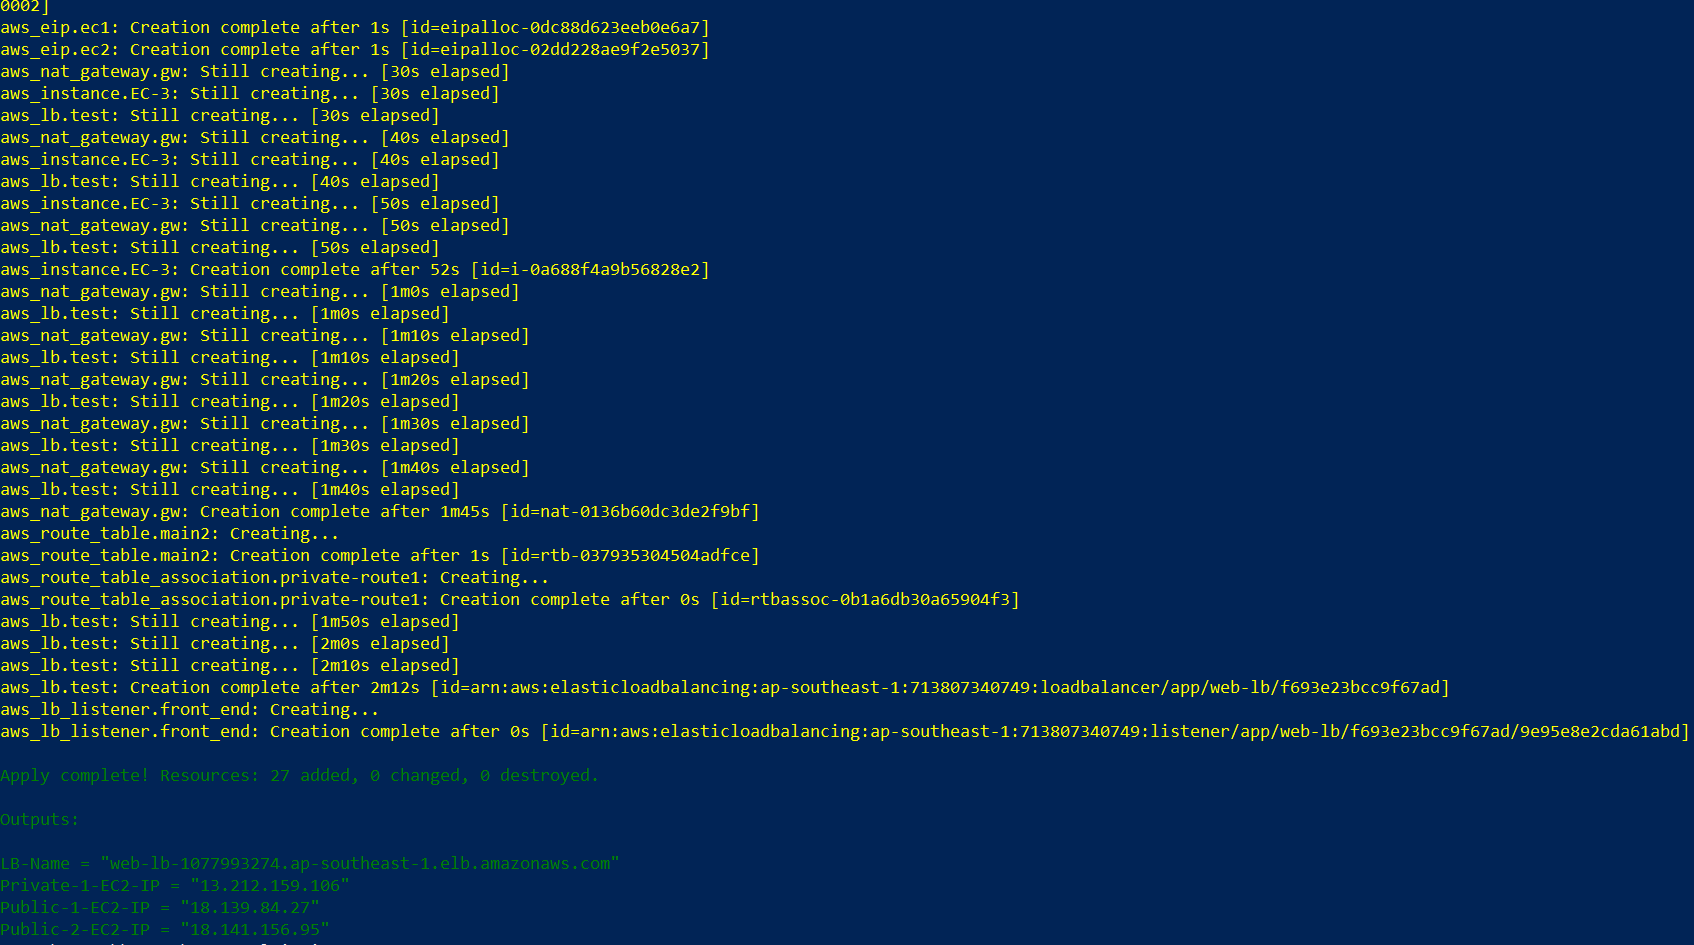 0002]
aws_eip.ec1: Creation complete after 1s [id=eipalloc-0dc88d623eeb0e6a7]
aws_eip.ec2: Creation complete after 1s [id=eipalloc-02dd228ae9f2e5037]
aws_nat_gateway.gw: Still creating... [30s elapsed]
aws_instance.EC-3: Still creating... [30s elapsed]
aws_lb.test: Still creating... [30s elapsed]
aws_nat_gateway.gw: Still creating... [40s elapsed]
aws_instance.EC-3: Still creating... [40s elapsed]
aws_lb.test: Still creating... [40s elapsed]
aws_instance.EC-3: Still creating... [50s elapsed]
aws_nat_gateway.gw: Still creating... [50s elapsed]
aws_lb.test: Still creating... [50s elapsed]
aws_instance.EC-3: Creation complete after 52s [id=i-0a688f4a9b56828e2]
aws_nat_gateway.gw: Still creating... [1m0s elapsed]
aws_lb.test: Still creating... [1m0s elapsed]
aws_nat_gateway.gw: Still creating... [1m10s elapsed]
aws_lb.test: Still creating... [1m10s elapsed]
aws_nat_gateway.gw: Still creating... [1m20s elapsed]
aws_lb.test: Still creating... [1m20s elapsed]
aws_nat_gateway.gw: Still creating... [1m30s elapsed]
aws_lb.test: Still creating... [1m30s elapsed]
aws_nat_gateway.gw: Still creating... [1m40s elapsed]
aws_lb.test: Still creating... [1m40s elapsed]
aws_nat_gateway.gw: Creation complete after 1m45s [id=nat-0136b60dc3de2f9bf]
aws_route_table.main2: Creating...
aws_route_table.main2: Creation complete after 1s [id=rtb-037935304504adfce]
aws_route_table_association.private-route1: Creating...
aws_route_table_association.private-route1: Creation complete after 0s [id=rtbassoc-0b1a6db30a65904f3]
aws_lb.test: Still creating... [1m50s elapsed]
aws_lb.test: Still creating... [2m0s elapsed]
aws_lb.test: Still creating... [2m10s elapsed]
aws_lb.test: Creation complete after 2m12s [id=arn:aws:elasticloadbalancing:ap-southeast-1:713807340749:loadbalancer/app/web-lb/f693e23bcc9f67ad]
aws_lb_listener.front_end: Creating...
aws_lb_listener.front_end: Creation complete after 0s [id=arn:aws:elasticloadbalancing:ap-southeast-1:713807340749:listener/app/web-lb/f693e23bcc9f67ad/9e95e8e2cda61abd]
Apply complete! Resources: 27 added, 0 changed, 0 destroyed.
Outputs:
LB-Name = "web-lb-1077993274.ap-southeast-1.elb.amazonaws.com"
Private-1-EC2-IP = "13.212.159.106"
Public-1-EC2-IP = "18.139.84.27"
Public-2-EC2-IP = "18.141.156.95"